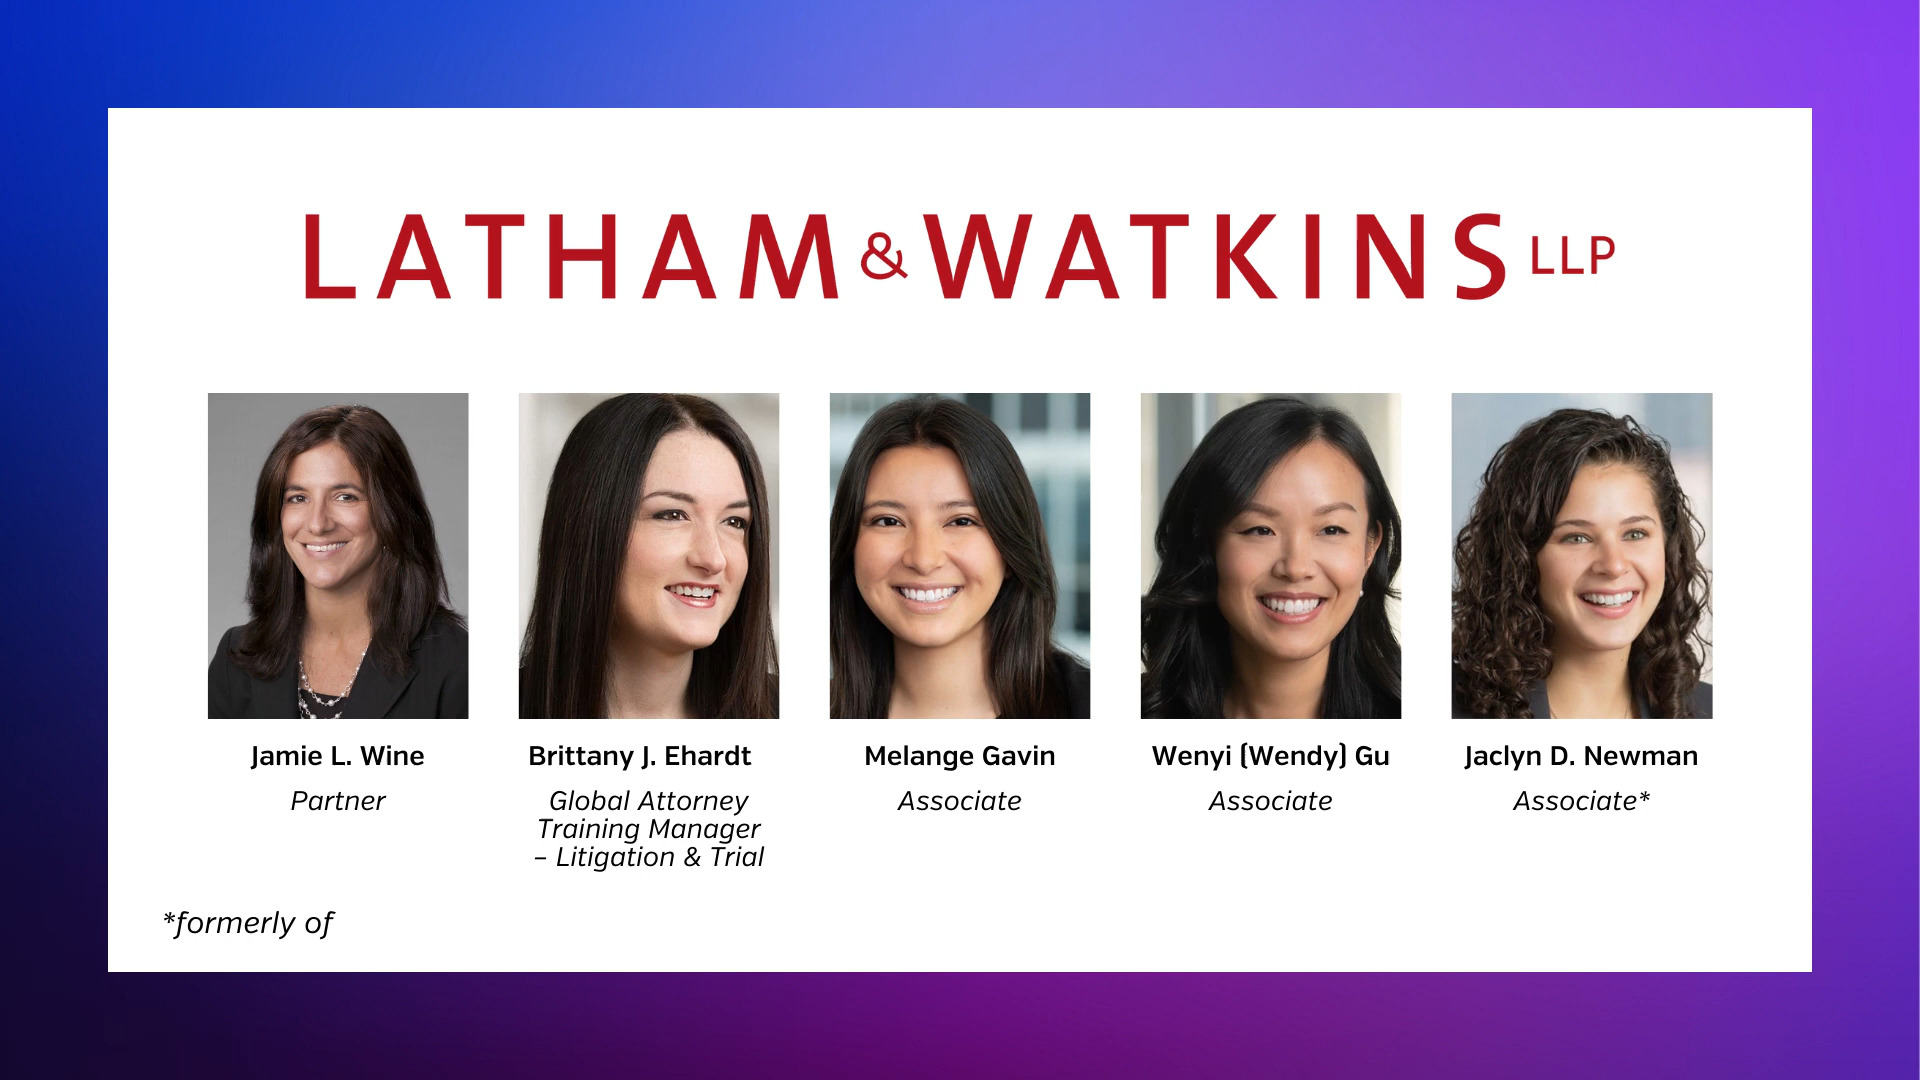 LATHAM & WATKINS LLP
Jamie L. Wine
Partner
Brittany J. Ehardt
Global Attorney
Training Manager
– Litigation & Trial
Melange Gavin
Associate
Wenyi (Wendy) Gu
Associate
Jaclyn D. Newman
Associate*
*formerly of